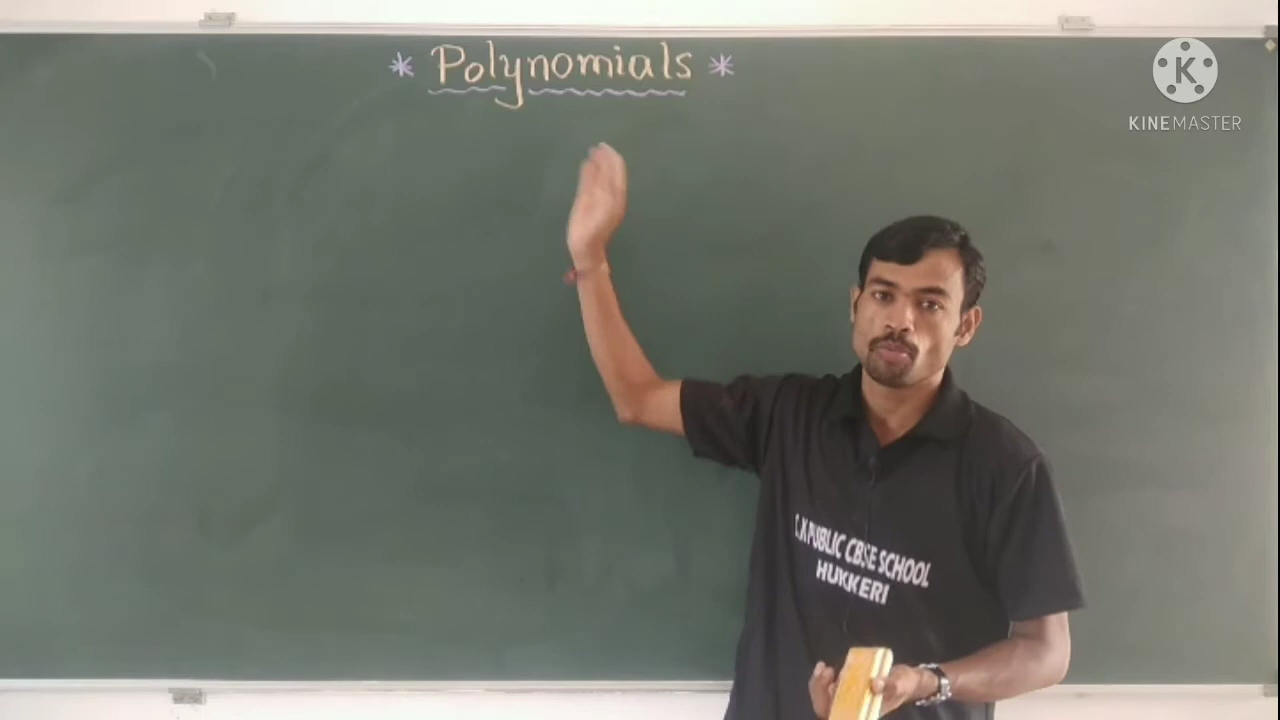 * Polynomials *
K
KINEMASTER
PUBLIC CBSE SCHOOL
HUKKERI